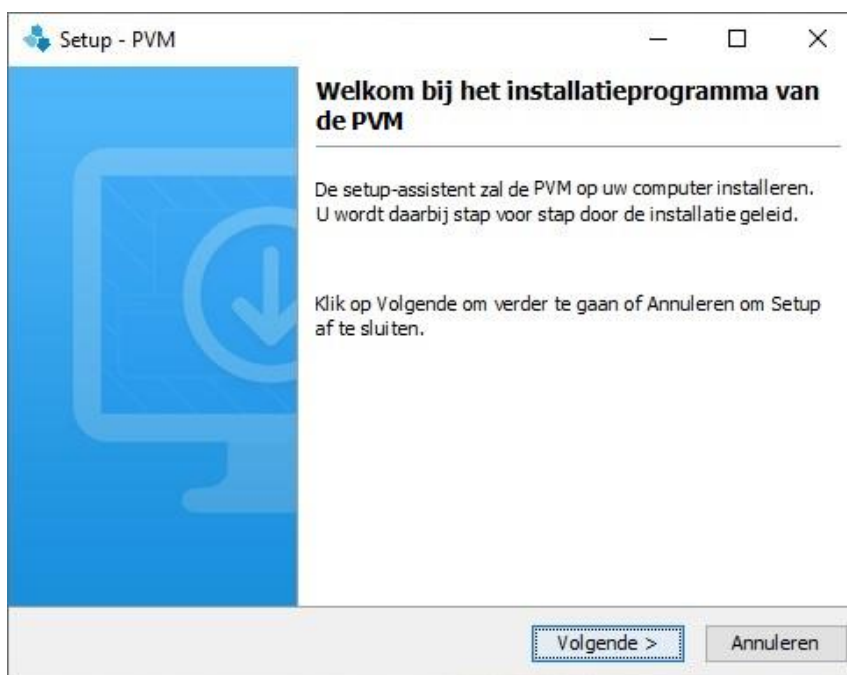 Setup - PVM
Welkom bij het installatieprogramma van
de PVM
De setup-assistent zal de PVM op uw computer installeren.
U wordt daarbij stap voor stap door de installatie geleid.
Klik op Volgende om verder te gaan of Annuleren om Setup
af te sluiten.
Volgende >
Annuleren